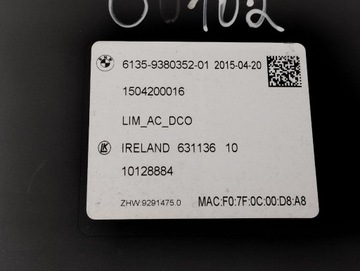 00102
6135-9380352-01 2015-04-20
1504200016
LIM_AC_DCO
IRELAND 631136 10
10128884
ZHW:9291475.0 MAC:F0:7F:0C:00:D8:A8